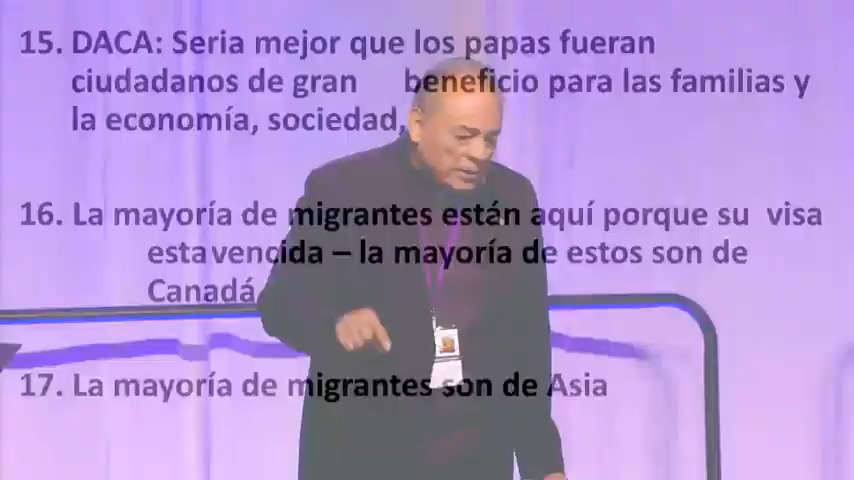 15. DACA: Seria mejor que los papas fueran
ciudadanos de gran beneficio para las familias y
la economía, sociedad,
16. La mayoría de migrantes están aquí porque su visa
esta vencida – la mayoría de estos son de
Canadá
17. La mayoría de migrantes son de Asia